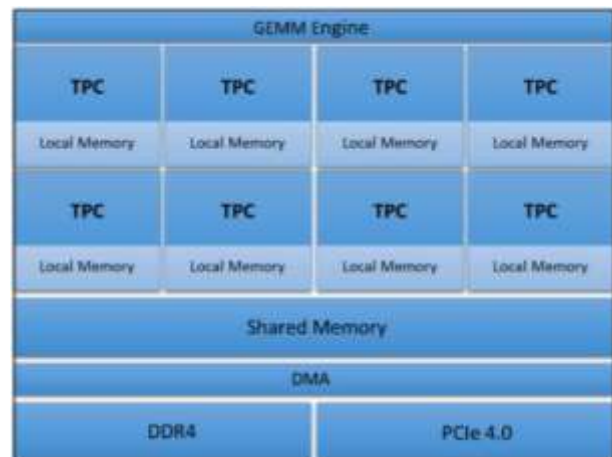 GEMM Engine
TPC TPC TPC TPC
Local Memory Local Memory Local Memory Local Memory
TPC TPC TPC TPC
Local Memory Local Memory Local Memory Local Memory
Shared Memory
DMA
DDR4 PCIe 4.0